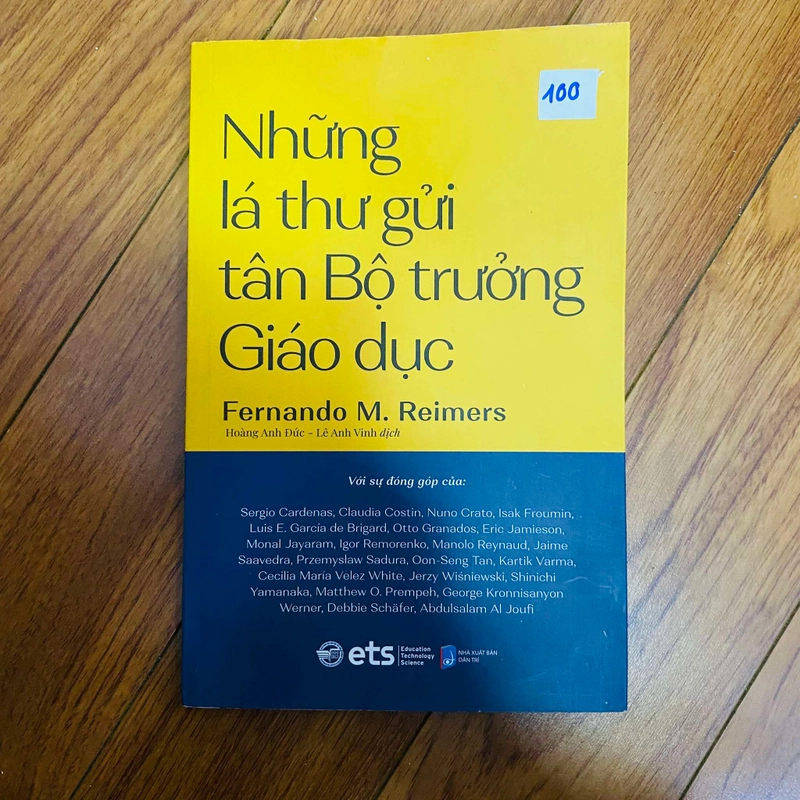 100
Những
lá thư gửi
tân Bộ trưởng
Giáo dục
Fernando M. Reimers
Hoàng Anh Đức - Lê Anh Vinh dịch
Với sự đóng góp của:
Sergio Cardenas, Claudia Costin, Nuno Crato, Isak Froumin,
Luis E. García de Brigard, Otto Granados, Eric Jamieson,
Monal Jayaram, Igor Remorenko, Manolo Reynaud, Jaime
Saavedra, Przemysław Sadura, Oon-Seng Tan, Kartik Varma,
Cecilia María Velez White, Jerzy Wiśniewski, Shinichi
Yamanaka, Matthew O. Prempeh, George Kronnisanyon
Werner, Debbie Schäfer, Abdulsalam Al Joufi
ets
Education
Technology
Science
NHÀ XUẤT BẢN
DÂN TRÍ